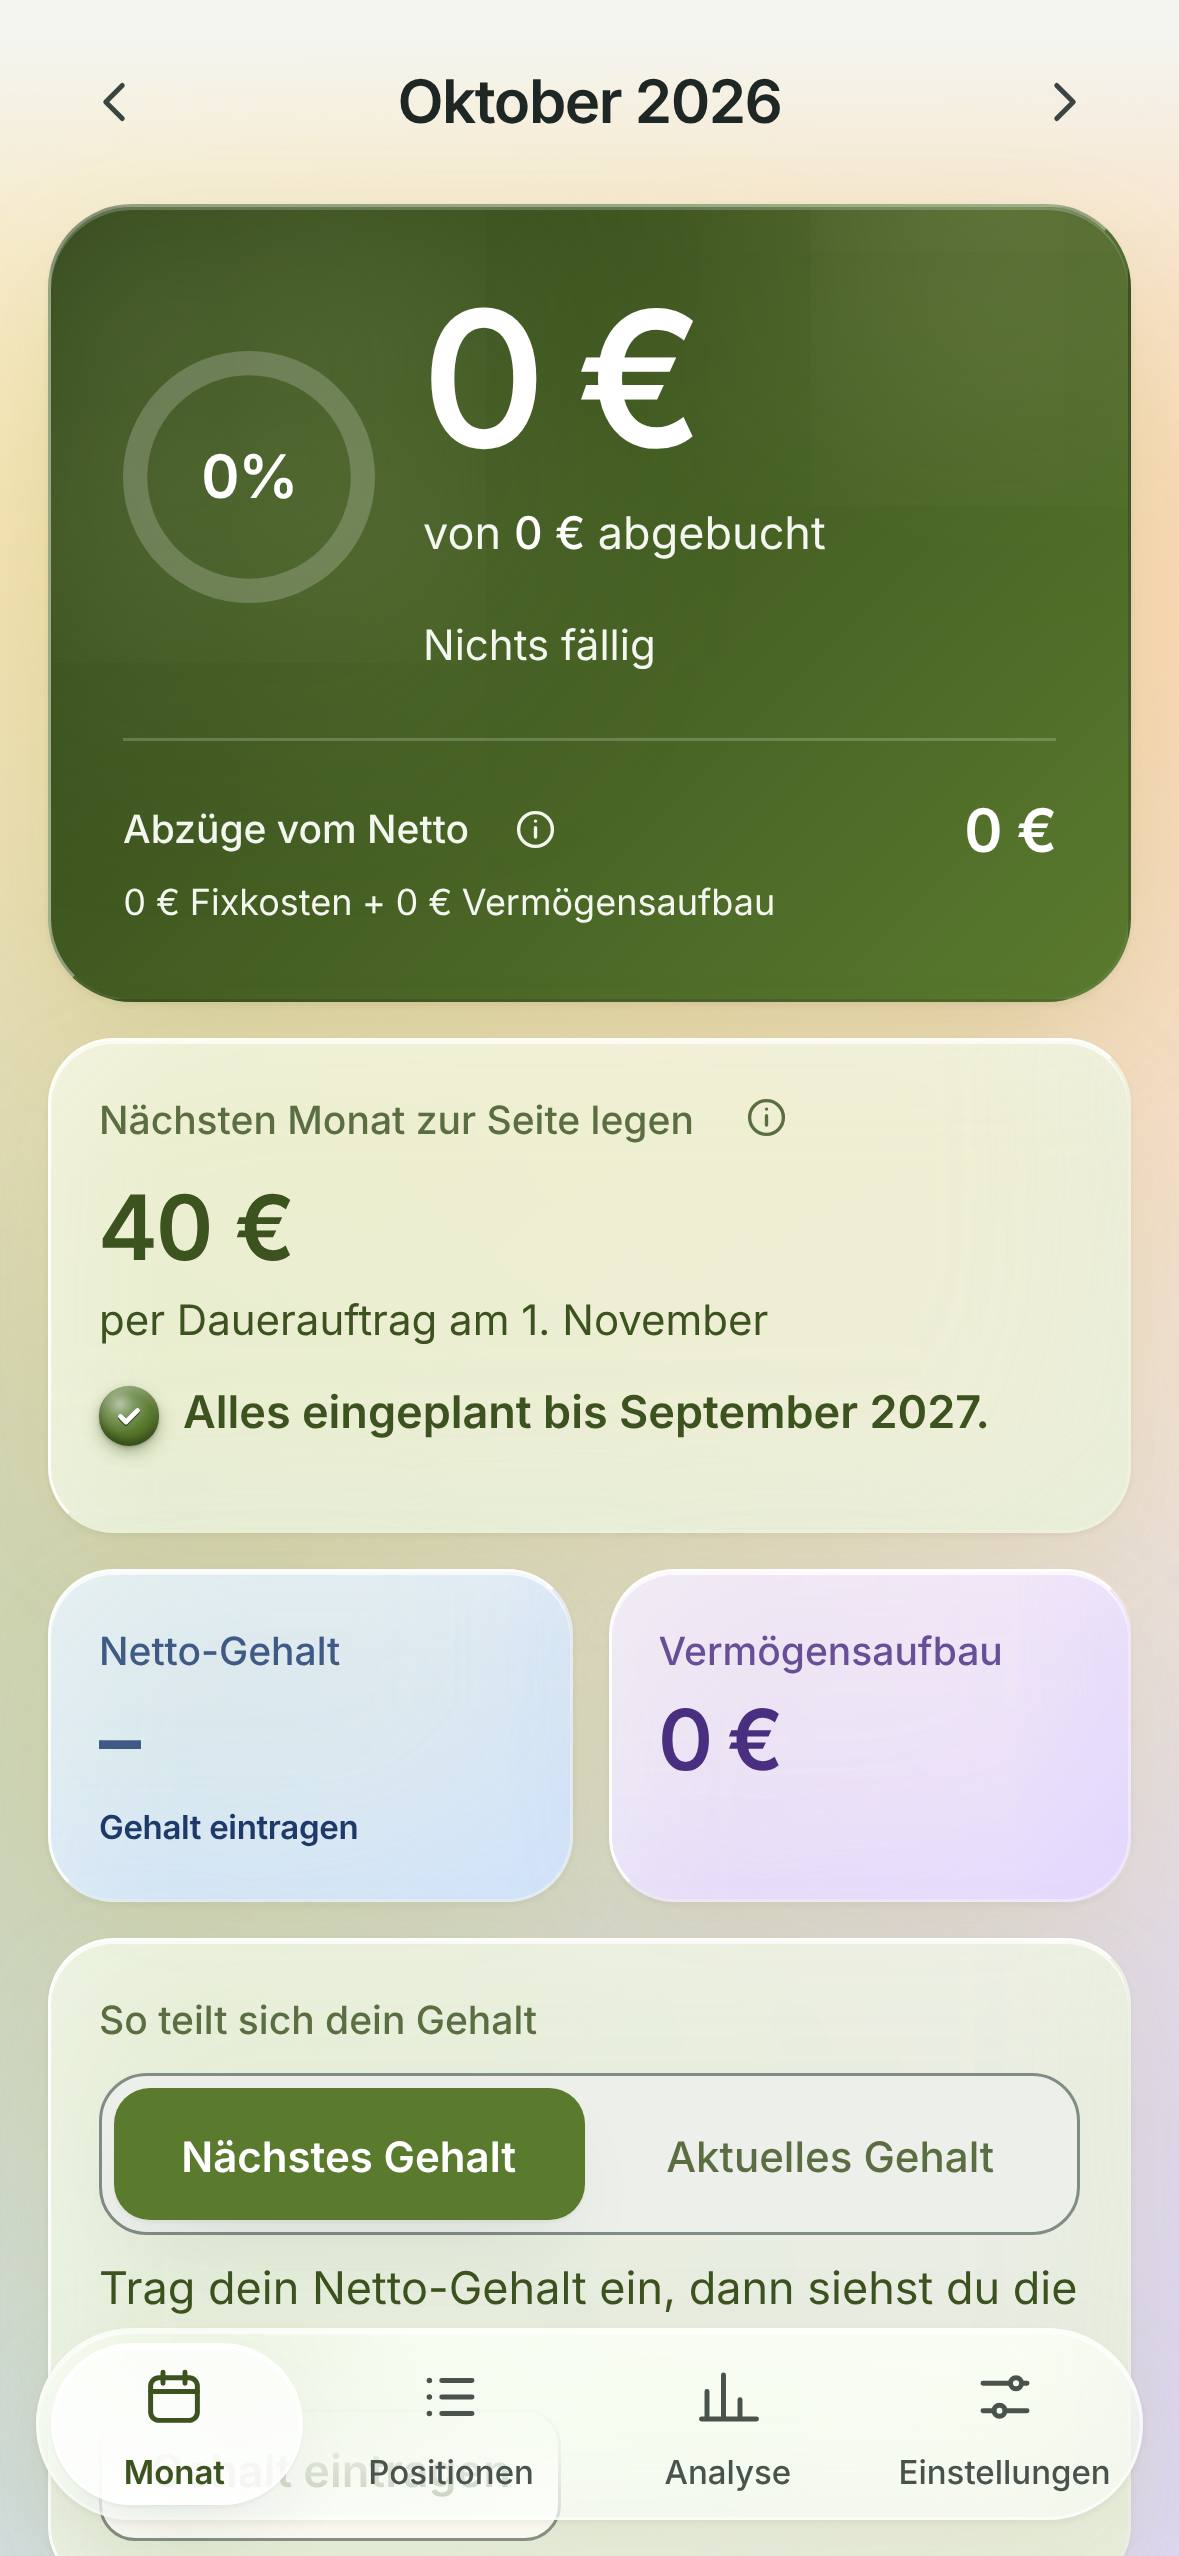 Oktober 2026
0 €
0%
von 0 € abgebucht
Nichts fällig
Abzüge vom Netto
0 €
0 € Fixkosten + 0 € Vermögensaufbau
Nächsten Monat zur Seite legen
40 €
per Dauerauftrag am 1. November
Alles eingeplant bis September 2027.
Netto-Gehalt
–
Gehalt eintragen
Vermögensaufbau
0 €
So teilt sich dein Gehalt
Nächstes Gehalt
Aktuelles Gehalt
Trag dein Netto-Gehalt ein, dann siehst du die
Gehalt eintragen
Monat
Positionen
Analyse
Einstellungen